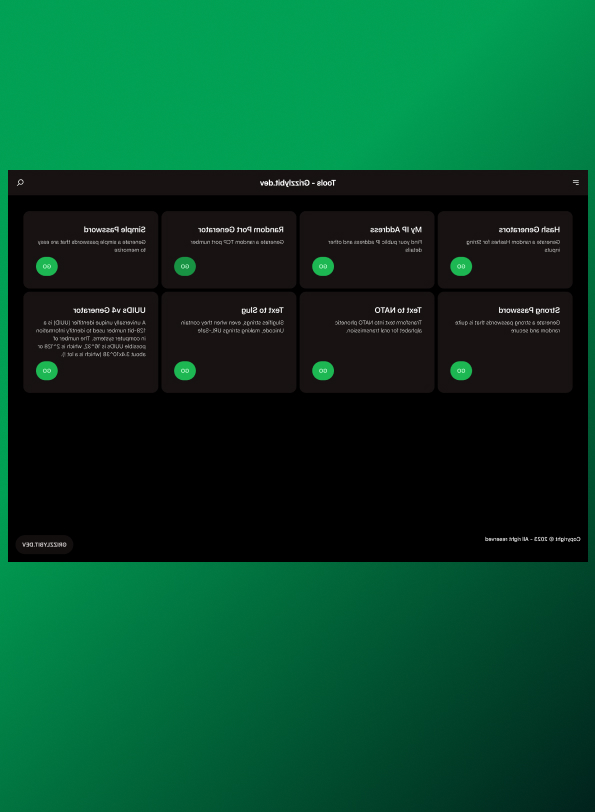 Tools - Grizzlybit.dev
Hash Generators
Generate a random Hashes for String
inputs
GO
My IP Address
Find your public IP address and other
details
GO
Random Port Generator
Generate a random TCP port number
GO
Simple Password
Generate a simple passwords that are easy
to memorize
GO
Strong Password
Generate a strong passwords that is quite
random and secure
GO
Text to NATO
Transform text into NATO phonetic
alphabet for oral transmission.
GO
Text to Slug
Slugifies strings, even when they contain
Unicode, making strings URL-Safe
GO
UUIDs v4 Generator
A universally unique identifier (UUID) is a
128-bit number used to identify information
in computer systems. The number of
possible UUIDs is 16^32, which is 2^128 or
about 3.4x10^38 (which is a lot !).
GO
Copyright © 2023 - All right reserved
GRIZZLYBIT.DEV